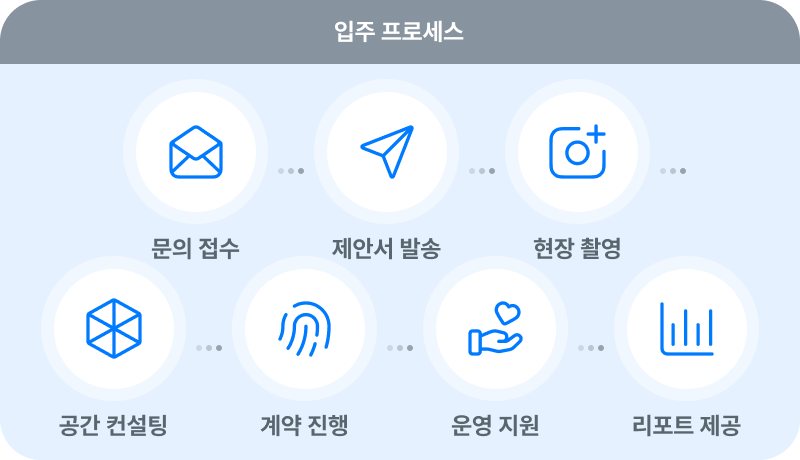 입주 프로세스
문의 접수
제안서 발송
현장 촬영
공간 컨설팅
계약 진행
운영 지원
리포트 제공